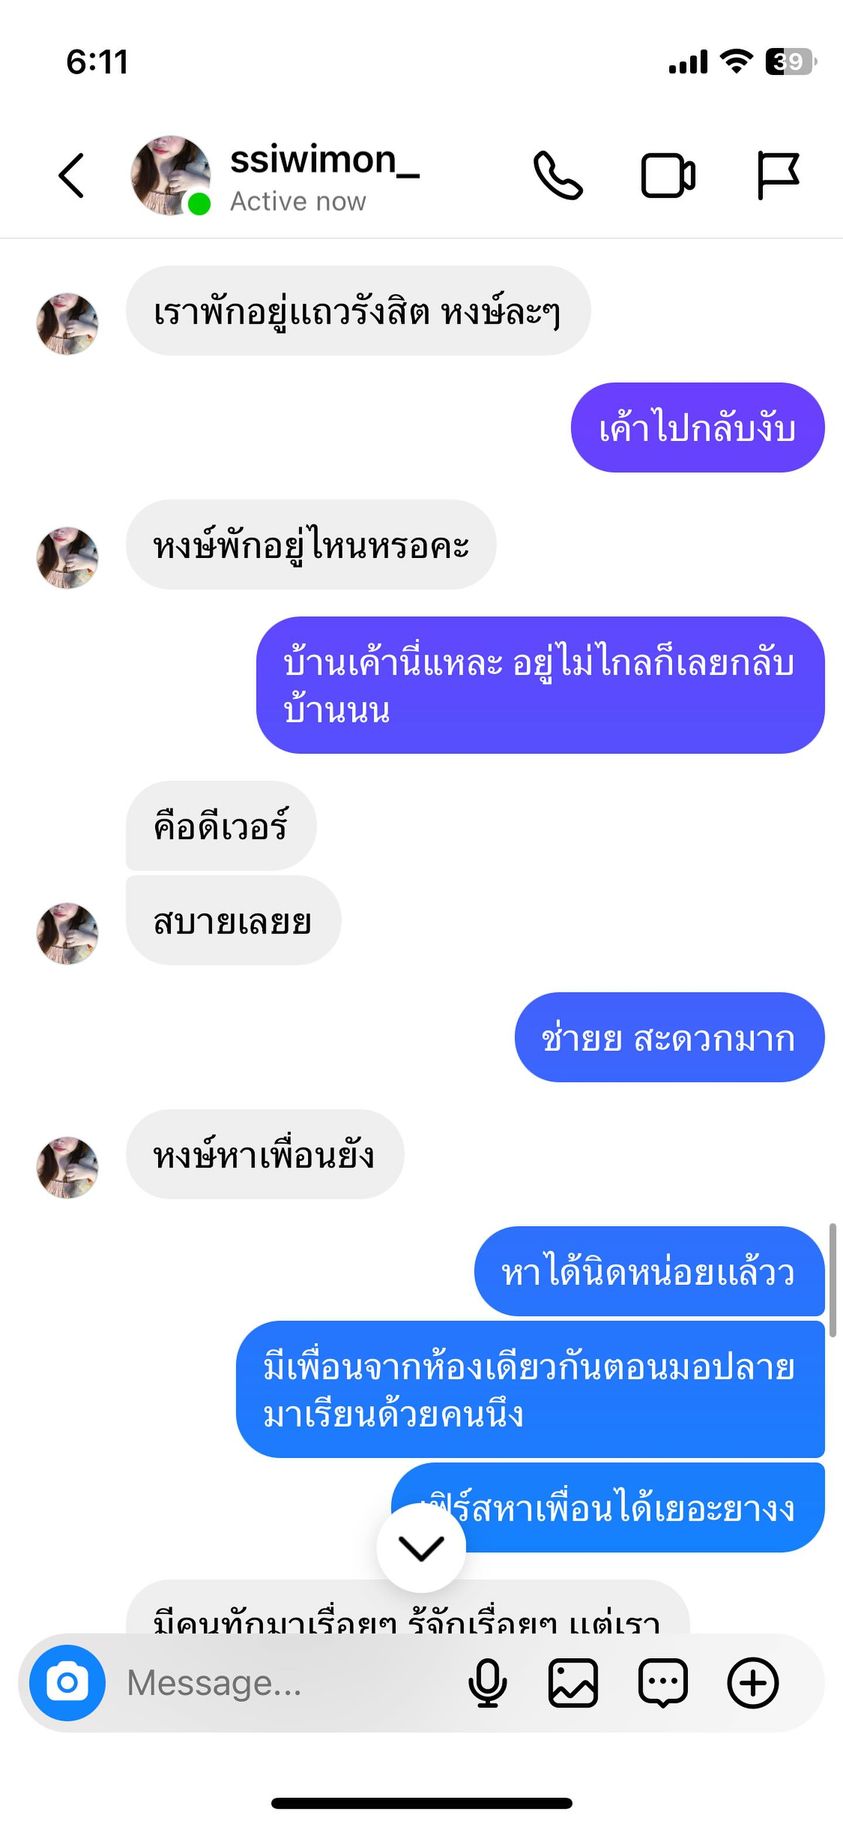 6:11
39
ssiwimon_
Active now
เราพักอยู่แถวรังสิต หงษ์ละๆ
เค้าไปกลับงับ
หงษ์พักอยู่ไหนหรอคะ
บ้านเค้านี่แหละ อยู่ไม่ไกลก็เลยกลับ
บ้านนน
คือดีเวอร์
สบายเลยย
ช่ายย สะดวกมาก
หงษ์หาเพื่อนยัง
หาได้นิดหน่อยแล้วว
มีเพื่อนจากห้องเดียวกันตอนมอปลาย
มาเรียนด้วยคนนึง
เฟิร์สหาเพื่อนได้เยอะยางง
มีคนทักมาเรื่อยๆ รู้จักเรื่อยๆ แต่เรา
Message...